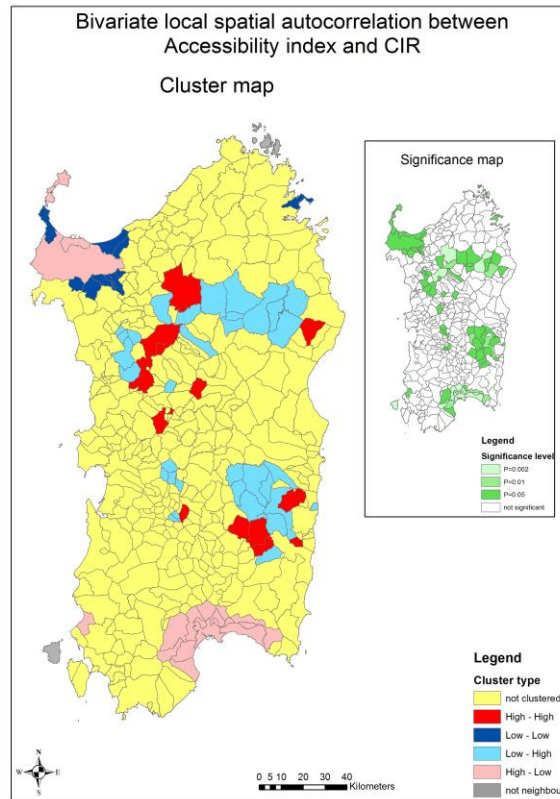 Bivariate local spatial autocorrelation between
Accessibility index and CIR
Cluster map
Significance map
Legend
Significance level
P=0.002
P=0.01
P=0.05
not significant
Legend
Cluster type
not clustered
High - High
Low - Low
Low - High
High - Low
not neighbou
N
W E
S
0 5 10 20 30 40
Kilometers